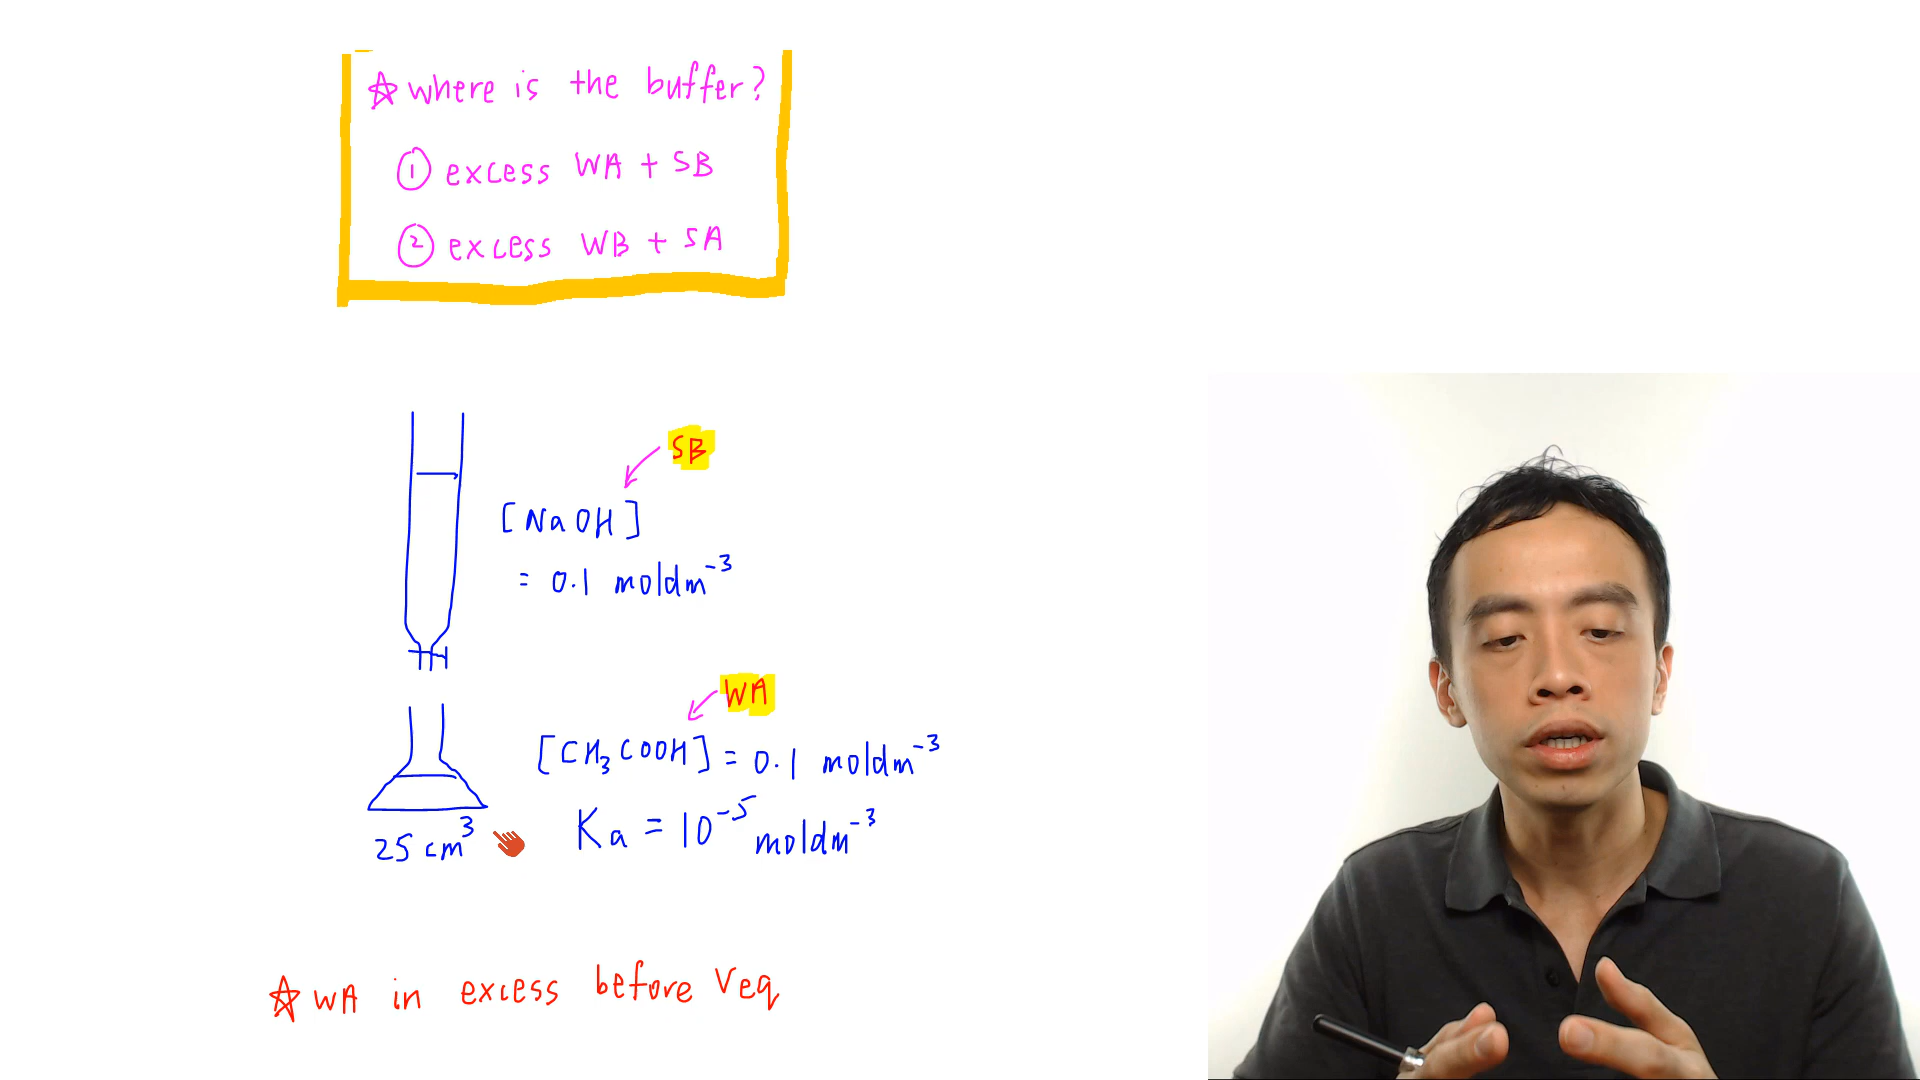 ☆ where is the buffer?
① excess WA + SB
② excess WB + SA
SB
[NaOH]
= 0.1 moldm⁻³
WA
[CH₃COOH] = 0.1 moldm⁻³
Ka = 10⁻⁵ moldm⁻³
25 cm³
☆ WA in excess before Veq